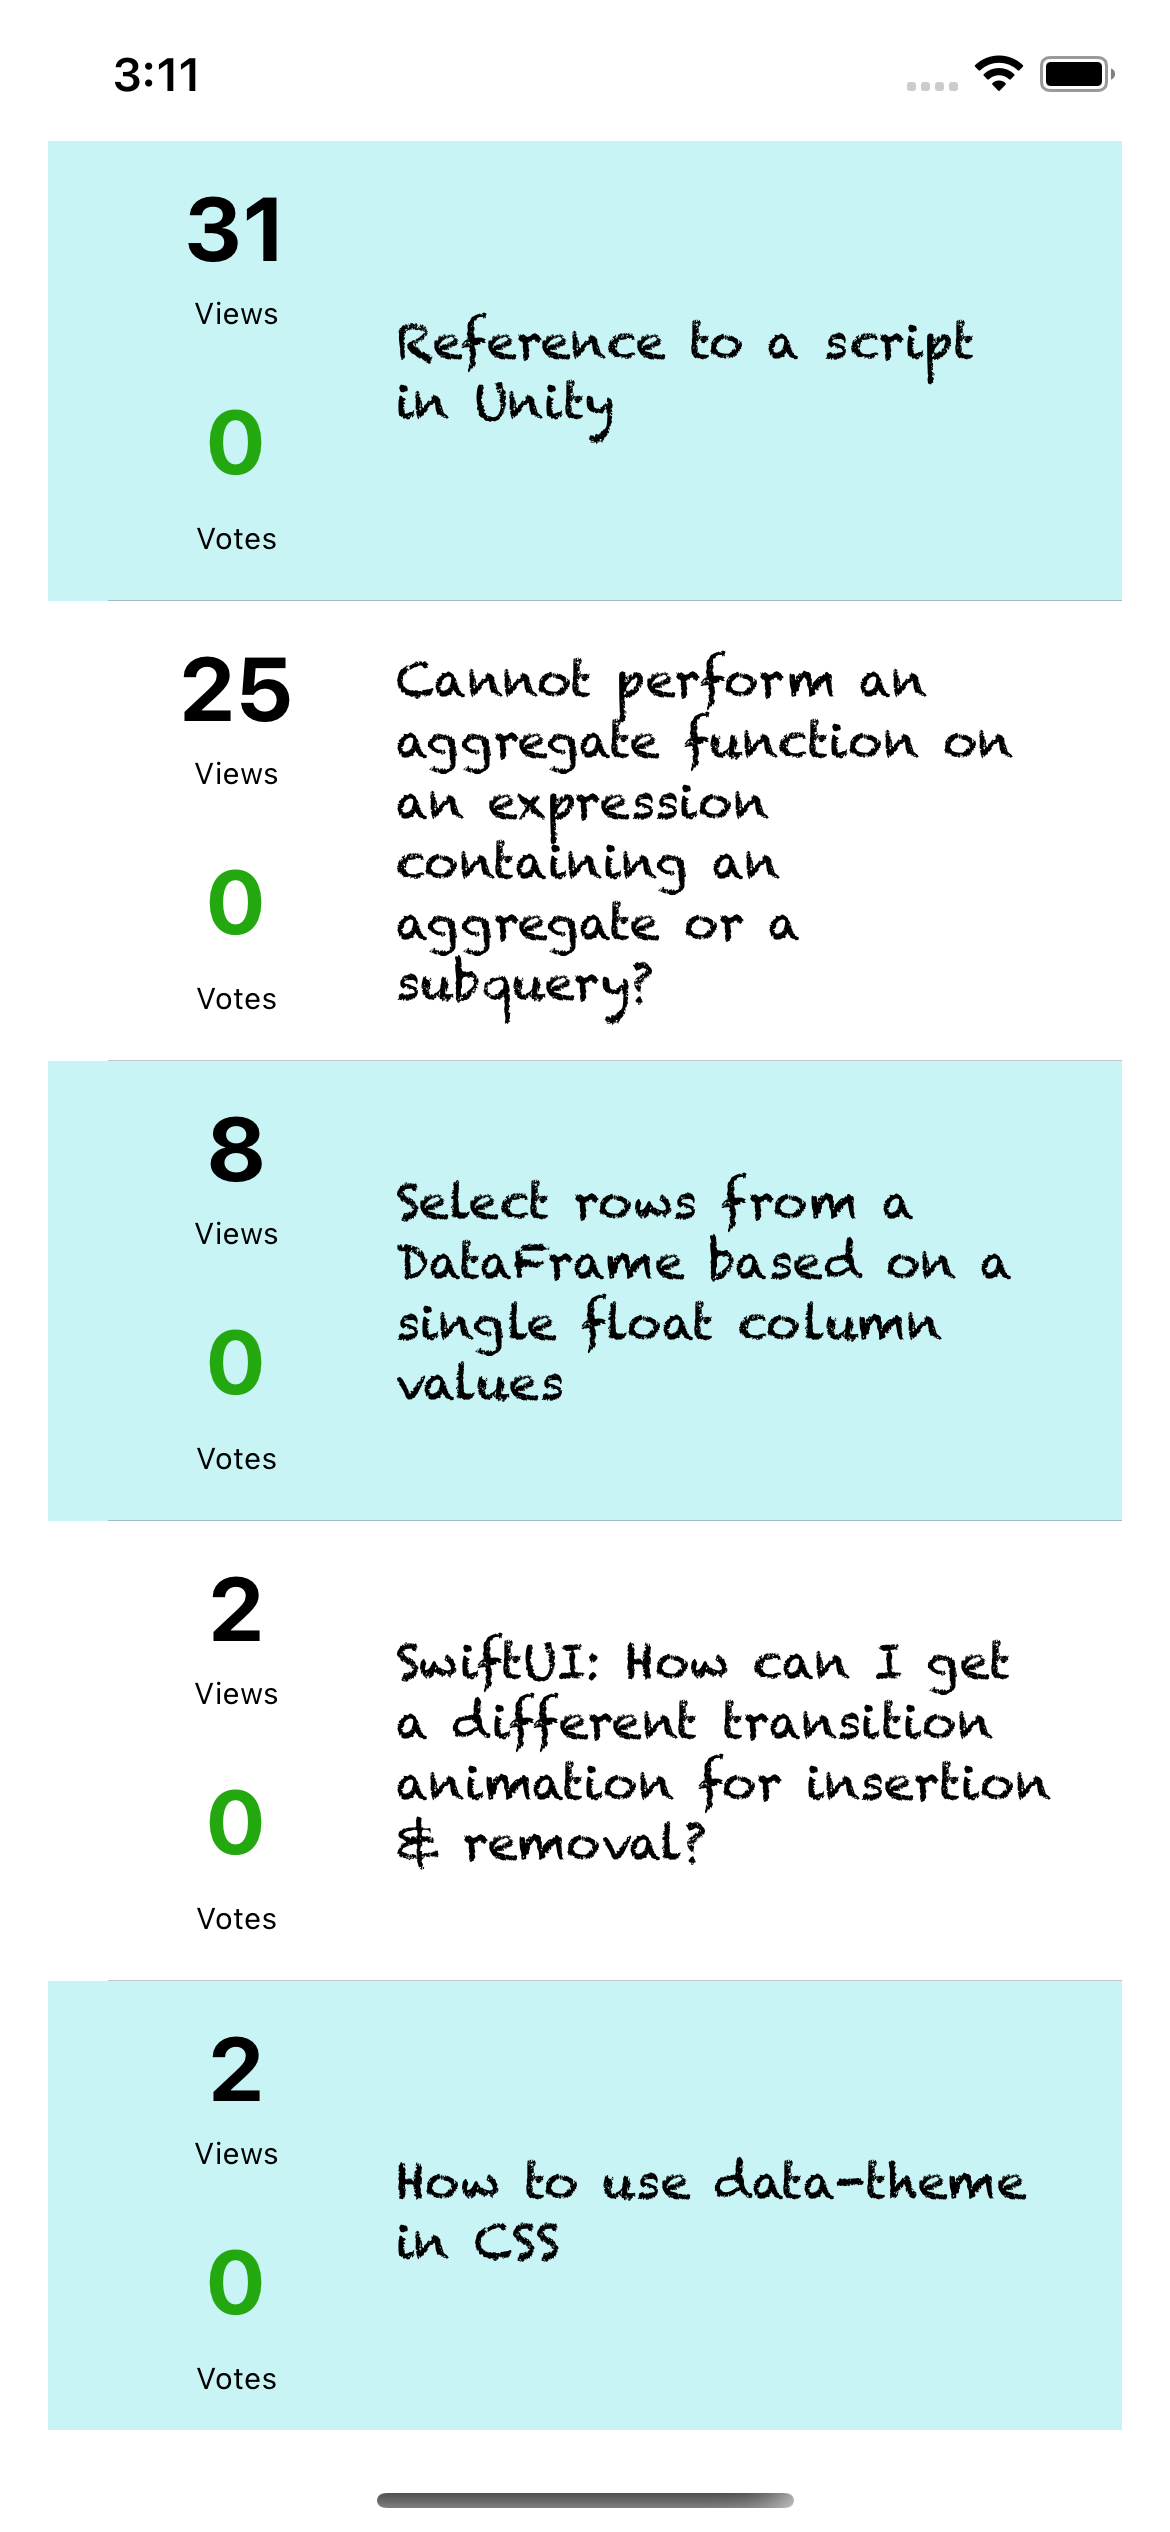 3:11
31
Views
0
Votes
Reference to a script
in Unity
25
Views
0
Votes
Cannot perform an
aggregate function on
an expression
containing an
aggregate or a
subquery?
8
Views
0
Votes
Select rows from a
DataFrame based on a
single float column
values
2
Views
0
Votes
SwiftUI: How can I get
a different transition
animation for insertion
& removal?
2
Views
0
Votes
How to use data-theme
in CSS